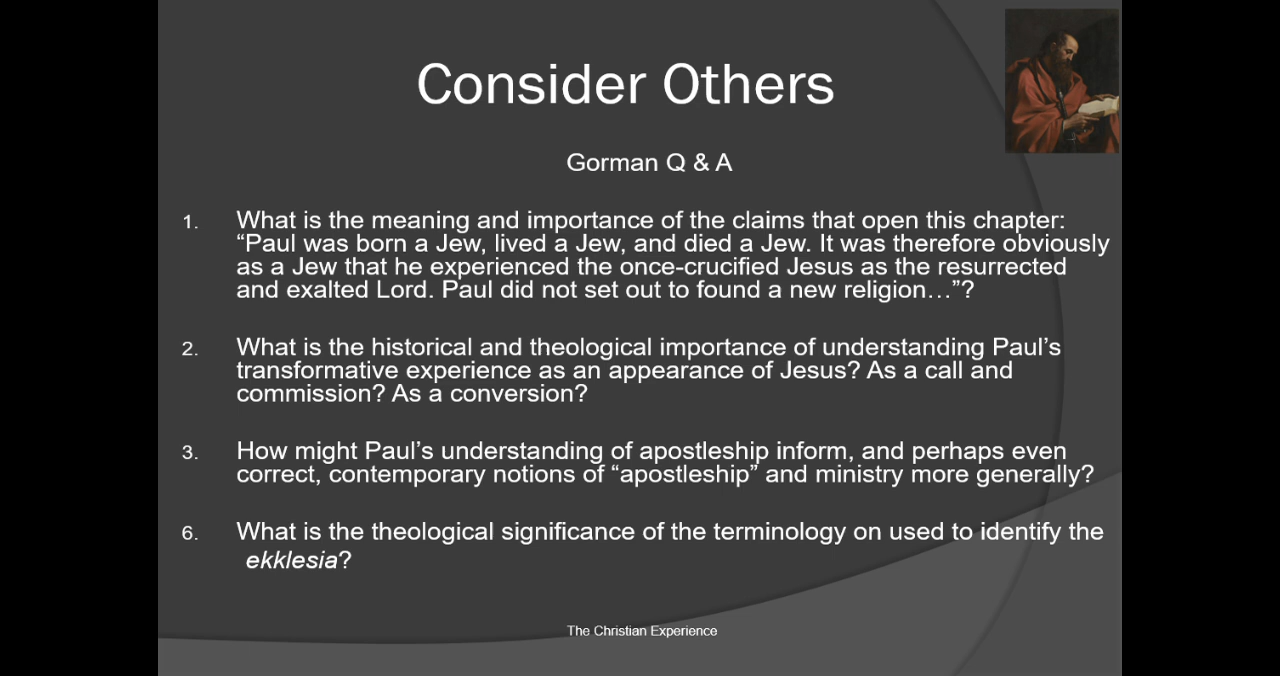 Consider Others
Gorman Q & A
1. What is the meaning and importance of the claims that open this chapter:
“Paul was born a Jew, lived a Jew, and died a Jew. It was therefore obviously
as a Jew that he experienced the once-crucified Jesus as the resurrected
and exalted Lord. Paul did not set out to found a new religion…”?
2. What is the historical and theological importance of understanding Paul’s
transformative experience as an appearance of Jesus? As a call and
commission? As a conversion?
3. How might Paul’s understanding of apostleship inform, and perhaps even
correct, contemporary notions of “apostleship” and ministry more generally?
6. What is the theological significance of the terminology on used to identify the
ekklesia?
The Christian Experience